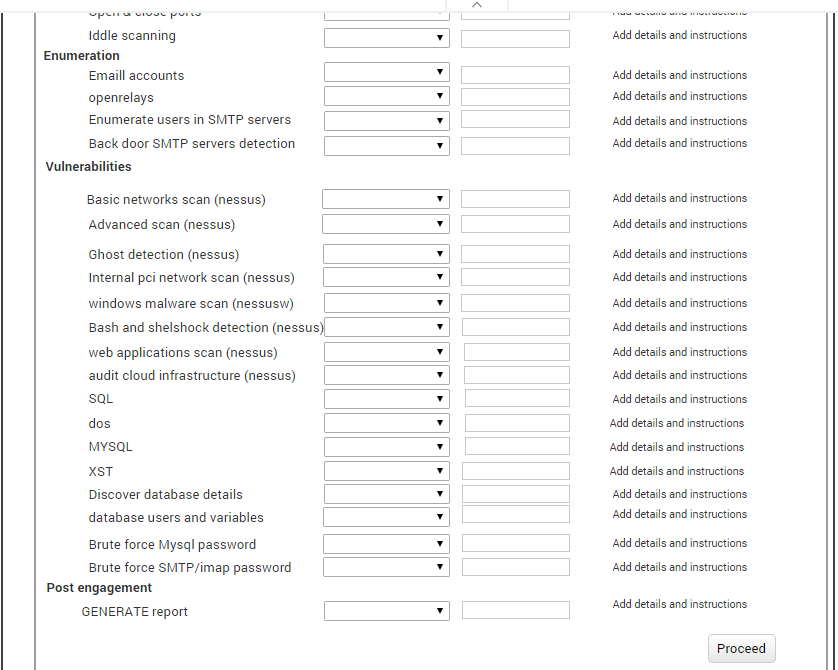 Open & close ports Add details and instructions
Iddle scanning Add details and instructions
Enumeration
Emaill accounts Add details and instructions
openrelays Add details and instructions
Enumerate users in SMTP servers Add details and instructions
Back door SMTP servers detection Add details and instructions
Vulnerabilities
Basic networks scan (nessus) Add details and instructions
Advanced scan (nessus) Add details and instructions
Ghost detection (nessus) Add details and instructions
Internal pci network scan (nessus) Add details and instructions
windows malware scan (nessusw) Add details and instructions
Bash and shelshock detection (nessus) Add details and instructions
web applications scan (nessus) Add details and instructions
audit cloud infrastructure (nessus) Add details and instructions
SQL Add details and instructions
dos Add details and instructions
MYSQL Add details and instructions
XST Add details and instructions
Discover database details Add details and instructions
database users and variables Add details and instructions
Brute force Mysql password Add details and instructions
Brute force SMTP/imap password Add details and instructions
Post engagement
GENERATE report Add details and instructions
Proceed